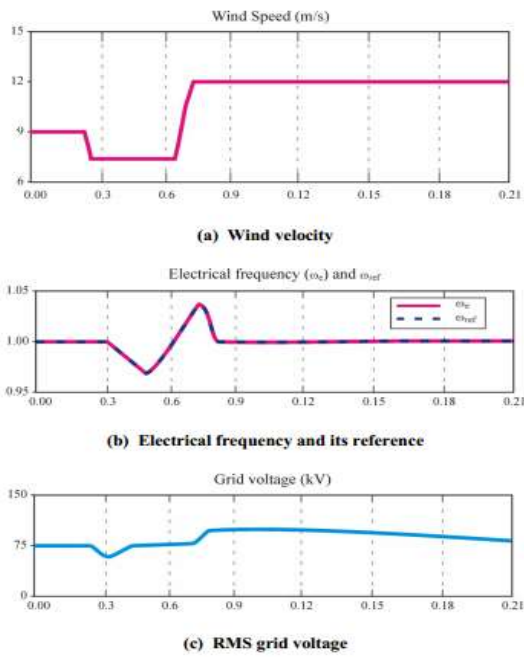 Wind Speed (m/s)
15
12
9
6
0.00 0.3 0.6 0.9 0.12 0.15 0.18 0.21
(a) Wind velocity
Electrical frequency (ωe) and ωref
1.05
1.00
0.95
ωe
ωref
0.00 0.3 0.6 0.9 0.12 0.15 0.18 0.21
(b) Electrical frequency and its reference
Grid voltage (kV)
150
75
0
0.00 0.3 0.6 0.9 0.12 0.15 0.18 0.21
(c) RMS grid voltage